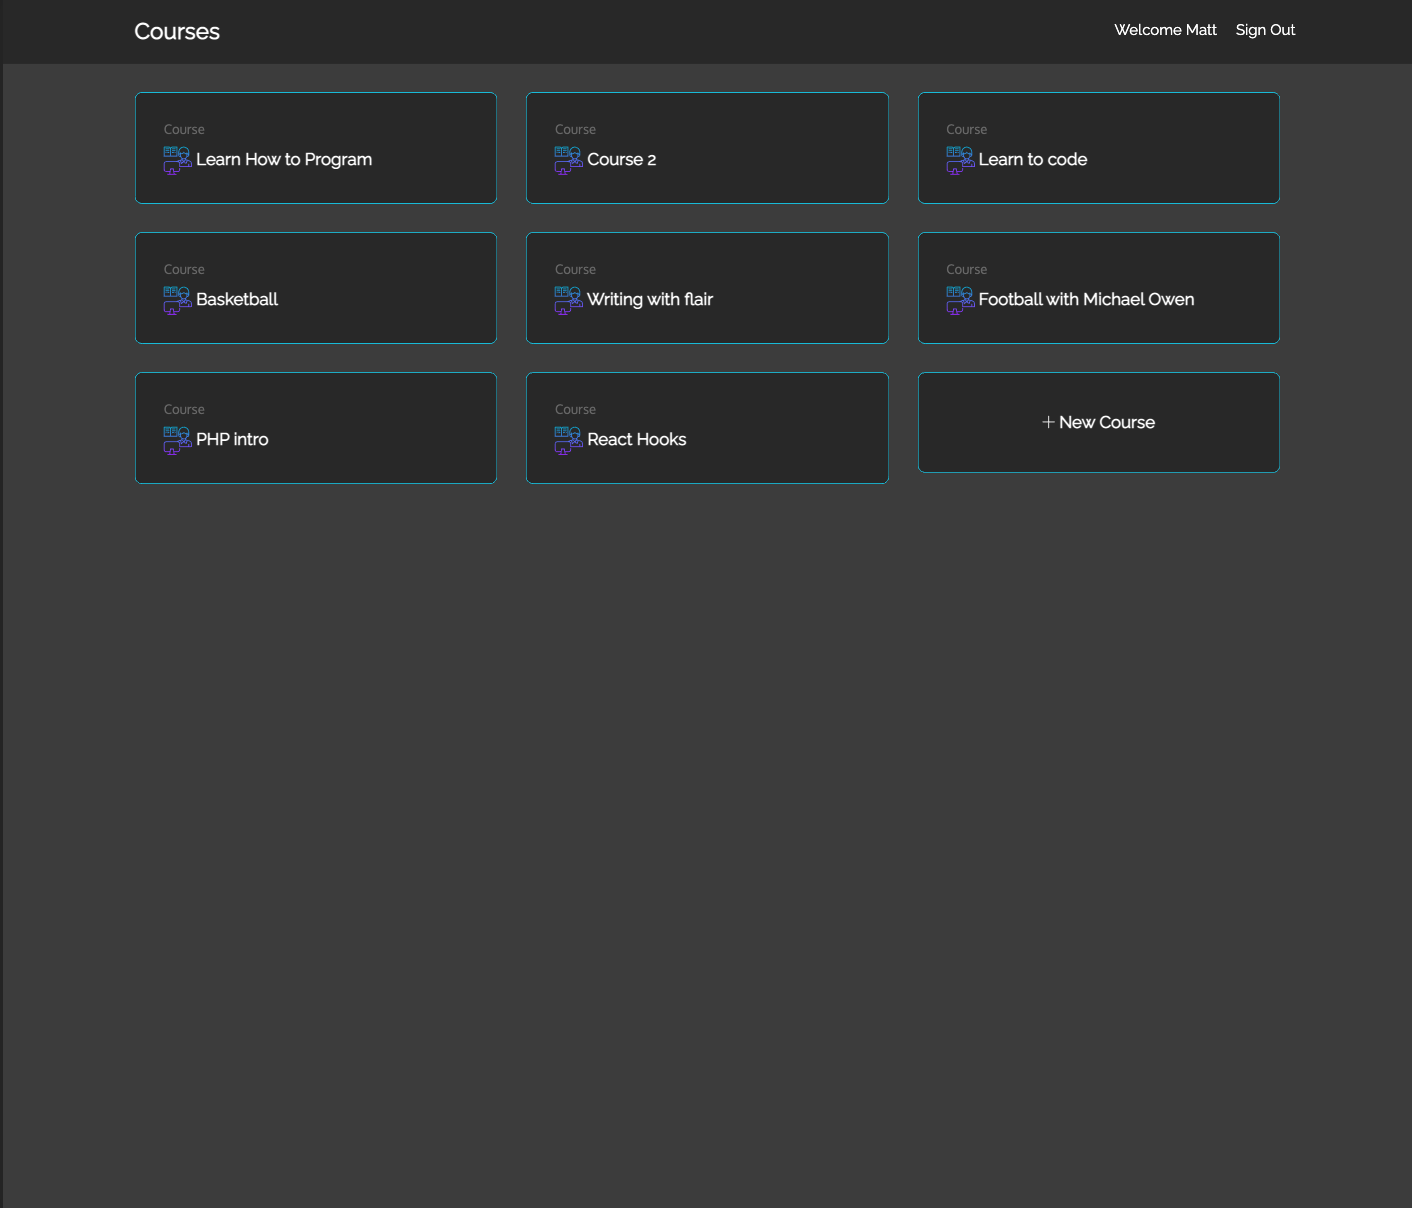 Courses
Welcome Matt
Sign Out
Course
Learn How to Program
Course
Course 2
Course
Learn to code
Course
Basketball
Course
Writing with flair
Course
Football with Michael Owen
Course
PHP intro
Course
React Hooks
+ New Course